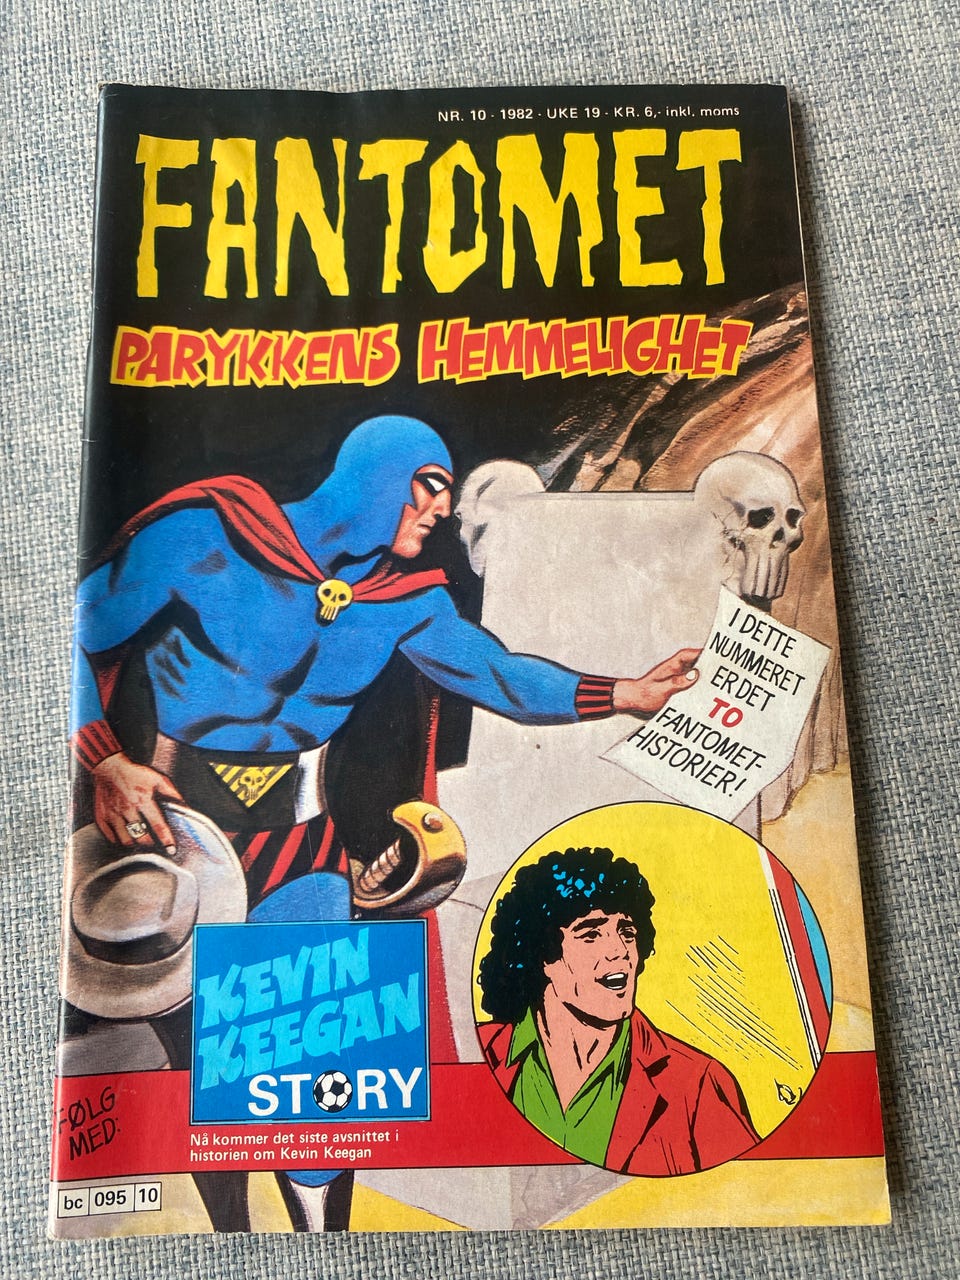 NR. 10 - 1982 - UKE 19 - KR. 6,- inkl. moms
FANTOMET
PARYKKENS HEMMELIGHET
I DETTE
NUMMERET
ER DET
TO
FANTOMET-
HISTORIER!
KEVIN
KEEGAN
STORY
FØLG
MED:
Nå kommer det siste avsnittet i
historien om Kevin Keegan
bc 095 10